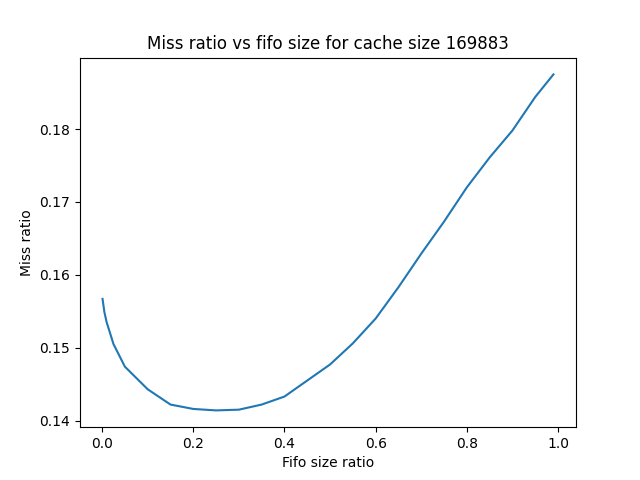 Miss ratio vs fifo size for cache size 169883
Miss ratio
0.18
0.17
0.16
0.15
0.14
0.0 0.2 0.4 0.6 0.8 1.0
Fifo size ratio